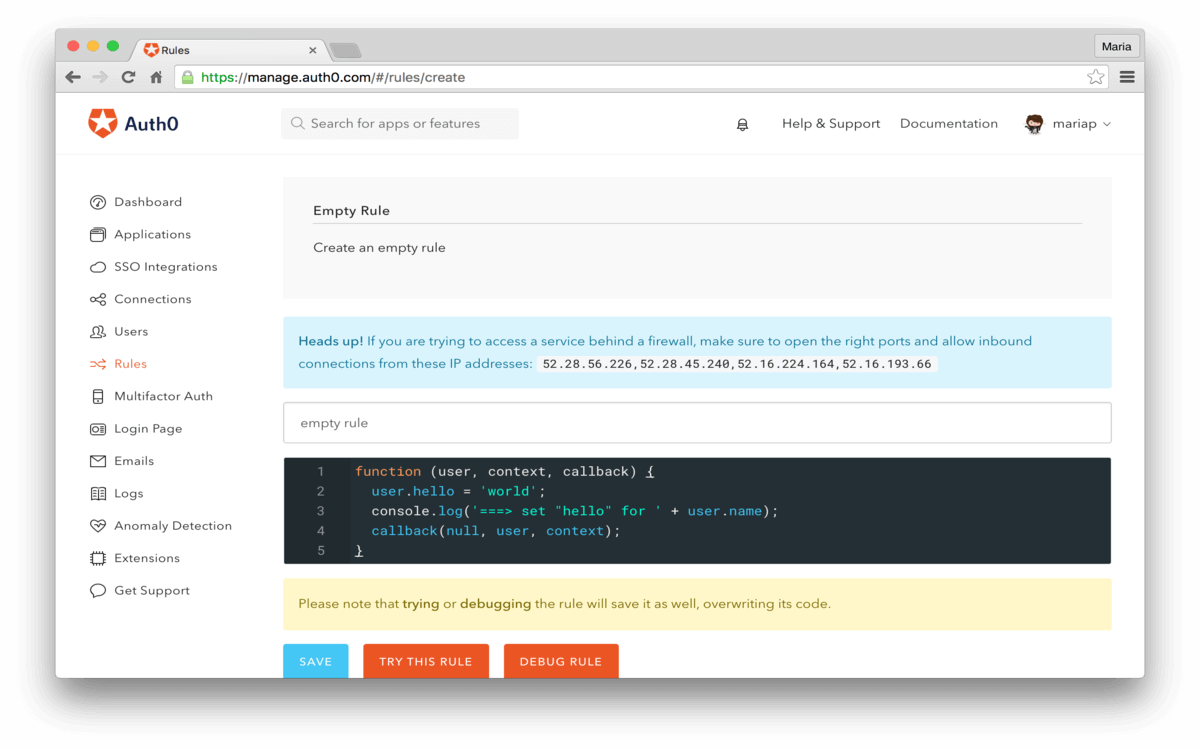 Rules
Maria
https://manage.auth0.com/#/rules/create
Auth0
Search for apps or features
Help & Support
Documentation
mariap
Dashboard
Applications
SSO Integrations
Connections
Users
Rules
Multifactor Auth
Login Page
Emails
Logs
Anomaly Detection
Extensions
Get Support
Empty Rule
Create an empty rule
Heads up! If you are trying to access a service behind a firewall, make sure to open the right ports and allow inbound
connections from these IP addresses: 52.28.56.226,52.28.45.240,52.16.224.164,52.16.193.66
empty rule
1 function (user, context, callback) {
2 user.hello = 'world';
3 console.log('===> set "hello" for ' + user.name);
4 callback(null, user, context);
5 }
Please note that trying or debugging the rule will save it as well, overwriting its code.
SAVE
TRY THIS RULE
DEBUG RULE